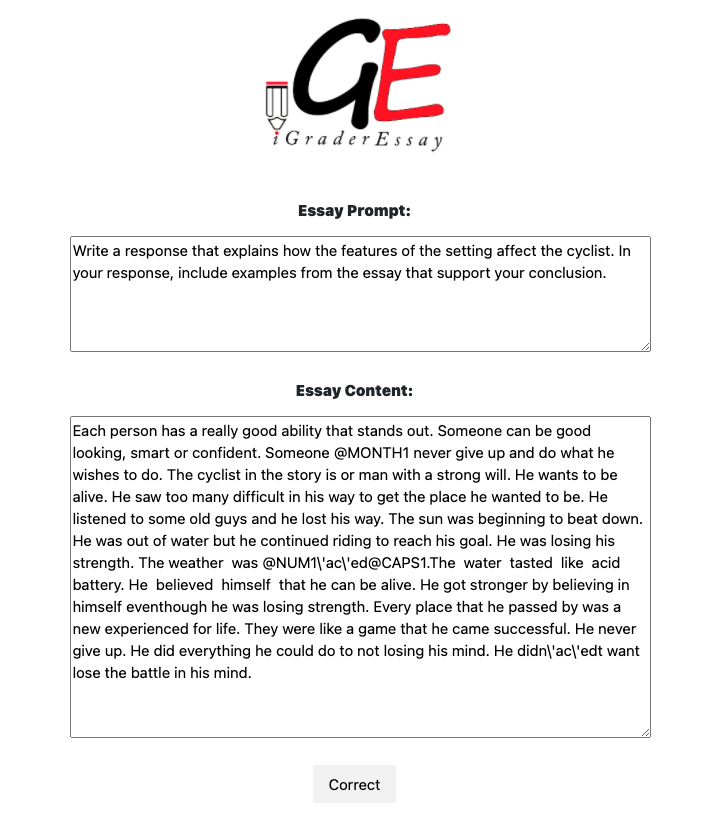 GE
iGraderEssay
Essay Prompt:
Write a response that explains how the features of the setting affect the cyclist. In
your response, include examples from the essay that support your conclusion.
Essay Content:
Each person has a really good ability that stands out. Someone can be good
looking, smart or confident. Someone @MONTH1 never give up and do what he
wishes to do. The cyclist in the story is or man with a strong will. He wants to be
alive. He saw too many difficult in his way to get the place he wanted to be. He
listened to some old guys and he lost his way. The sun was beginning to beat down.
He was out of water but he continued riding to reach his goal. He was losing his
strength. The weather  was @NUM1\'ac\'ed@CAPS1.The  water  tasted  like  acid
battery. He  believed  himself  that he can be alive. He got stronger by believing in
himself eventhough he was losing strength. Every place that he passed by was a
new experienced for life. They were like a game that he came successful. He never
give up. He did everything he could do to not losing his mind. He didn\'ac\'edt want
lose the battle in his mind.
Correct